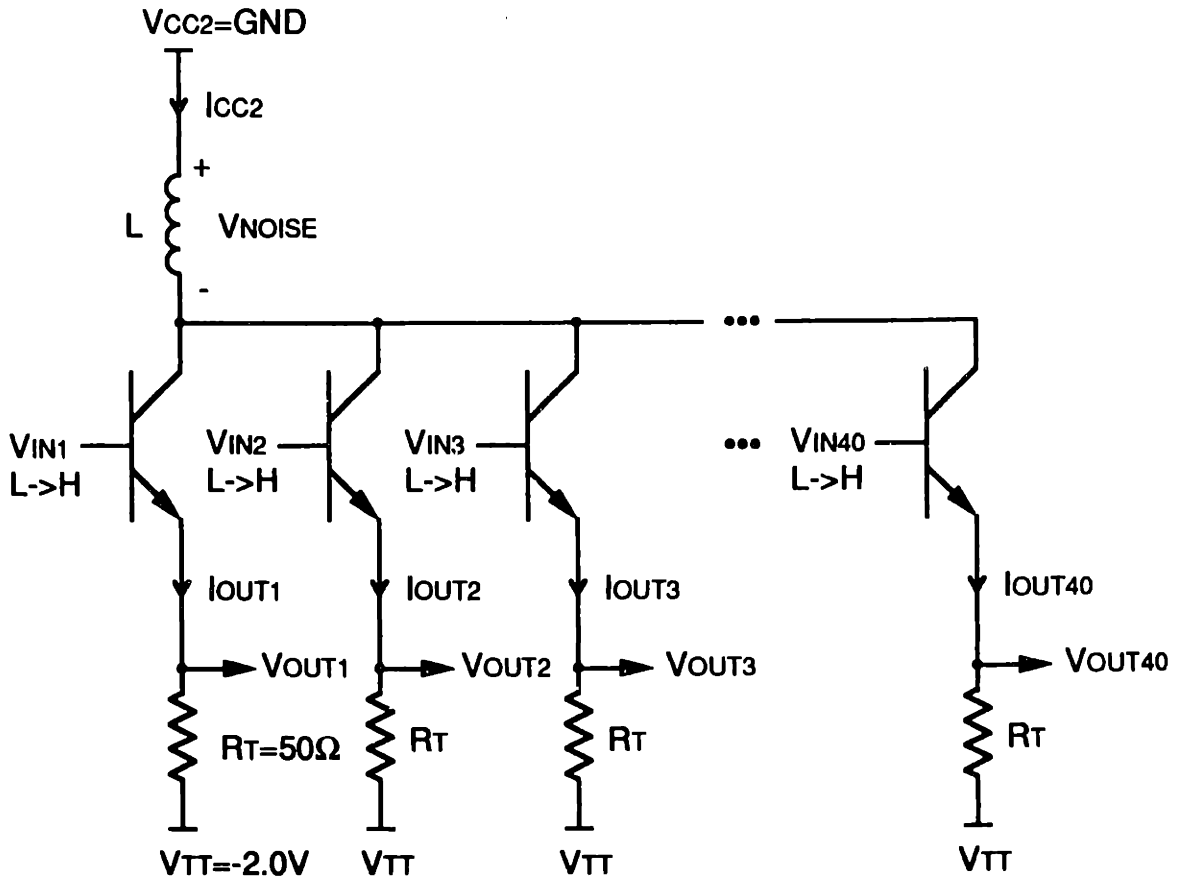 VCC2=GND
ICC2
+
L VNOISE
-
•••
VIN1 VIN2 VIN3 ••• VIN40
L->H L->H L->H L->H
IOUT1 IOUT2 IOUT3 IOUT40
VOUT1 VOUT2 VOUT3 VOUT40
RT=50Ω RT RT RT
VTT=-2.0V VTT VTT VTT